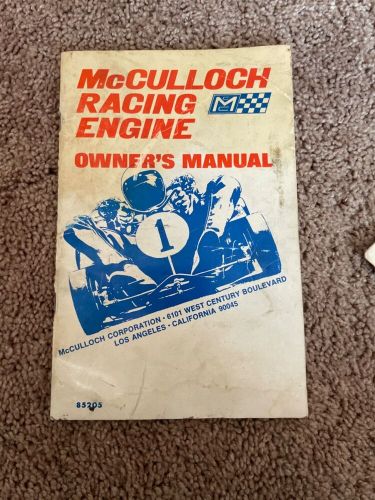 McCULLOCH
RACING
ENGINE
M
OWNER'S MANUAL
1
McCULLOCH CORPORATION • 6101 WEST CENTURY BOULEVARD
LOS ANGELES • CALIFORNIA 90045
85205